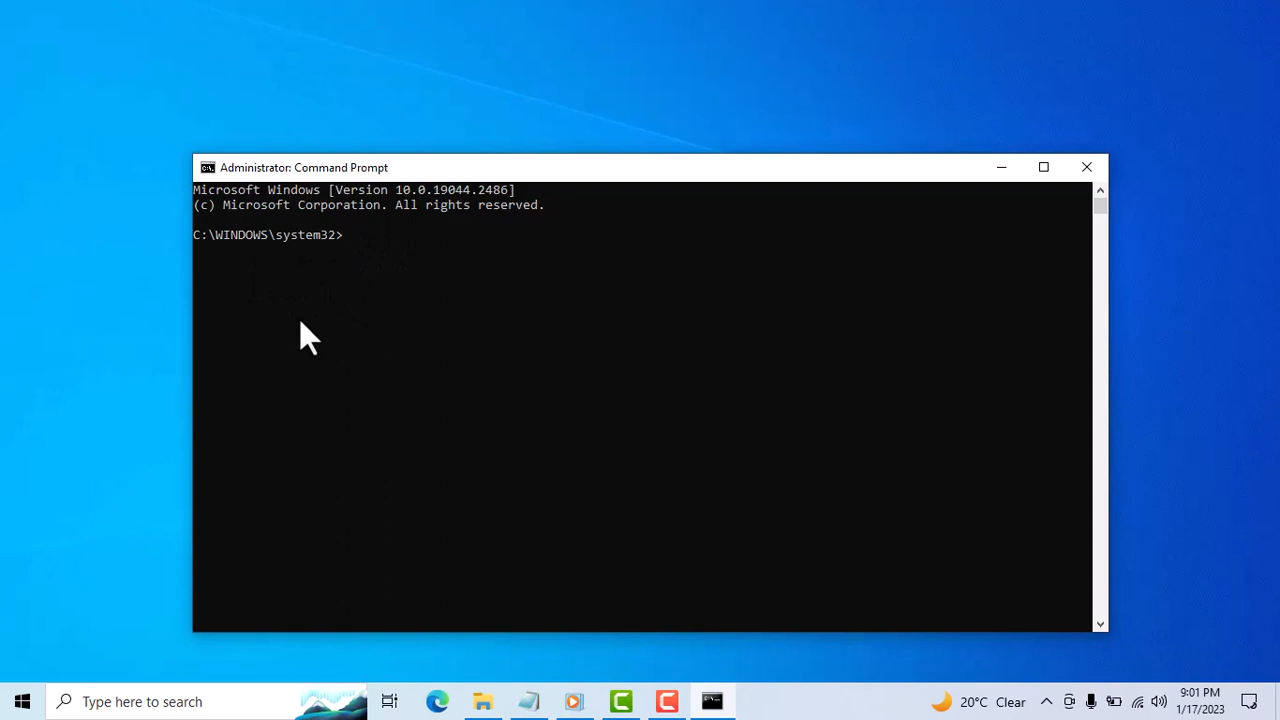 Administrator: Command Prompt
Microsoft Windows [Version 10.0.19044.2486]
(c) Microsoft Corporation. All rights reserved.
C:\WINDOWS\system32>
Type here to search
20°C Clear
9:01 PM
1/17/2023